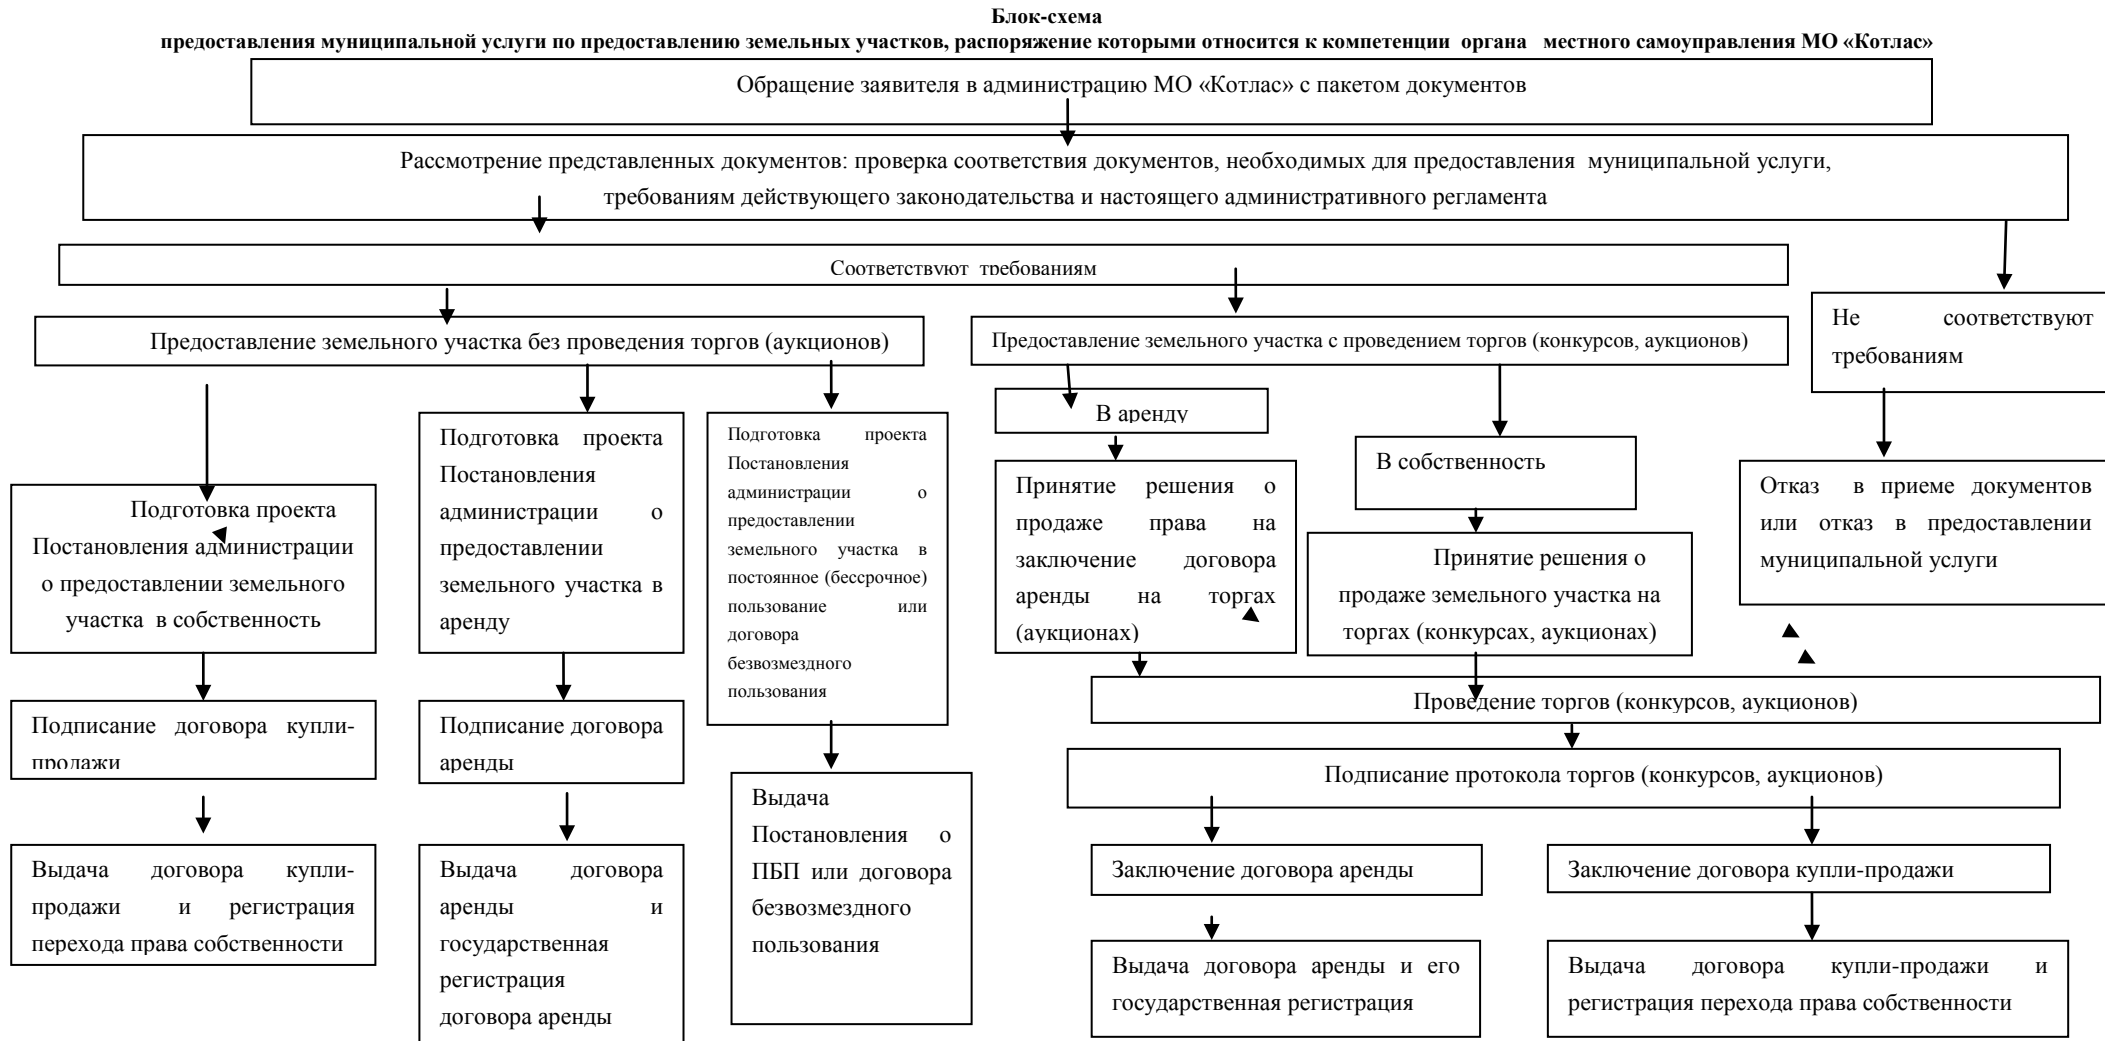 Блок-схема
предоставления муниципальной услуги по предоставлению земельных участков, распоряжение которыми относится к компетенции органа местного самоуправления МО «Котлас»
Обращение заявителя в администрацию МО «Котлас» с пакетом документов
Рассмотрение представленных документов: проверка соответствия документов, необходимых для предоставления муниципальной услуги,
требованиям действующего законодательства и настоящего административного регламента
Соответствуют требованиям
Предоставление земельного участка без проведения торгов (аукционов)
Предоставление земельного участка с проведением торгов (конкурсов, аукционов)
Не соответствуют
требованиям
Подготовка проекта
Постановления администрации
о предоставлении земельного
участка в собственность
Подготовка проекта
Постановления
администрации о
предоставлении
земельного участка в
аренду
Подготовка проекта
Постановления
администрации о
предоставлении
земельного участка в
постоянное (бессрочное)
пользование или
договора
безвозмездного
пользования
В аренду
В собственность
Принятие решения о
продаже права на
заключение договора
аренды на торгах
(аукционах)
Принятие решения о
продаже земельного участка на
торгах (конкурсах, аукционах)
Отказ в приеме документов
или отказ в предоставлении
муниципальной услуги
Подписание договора купли-
продажи
Подписание договора
аренды
Проведение торгов (конкурсов, аукционов)
Подписание протокола торгов (конкурсов, аукционов)
Выдача договора купли-
продажи и регистрация
перехода права собственности
Выдача договора
аренды и
государственная
регистрация
договора аренды
Выдача
Постановления о
ПБП или договора
безвозмездного
пользования
Заключение договора аренды
Заключение договора купли-продажи
Выдача договора аренды и его
государственная регистрация
Выдача договора купли-продажи и
регистрация перехода права собственности